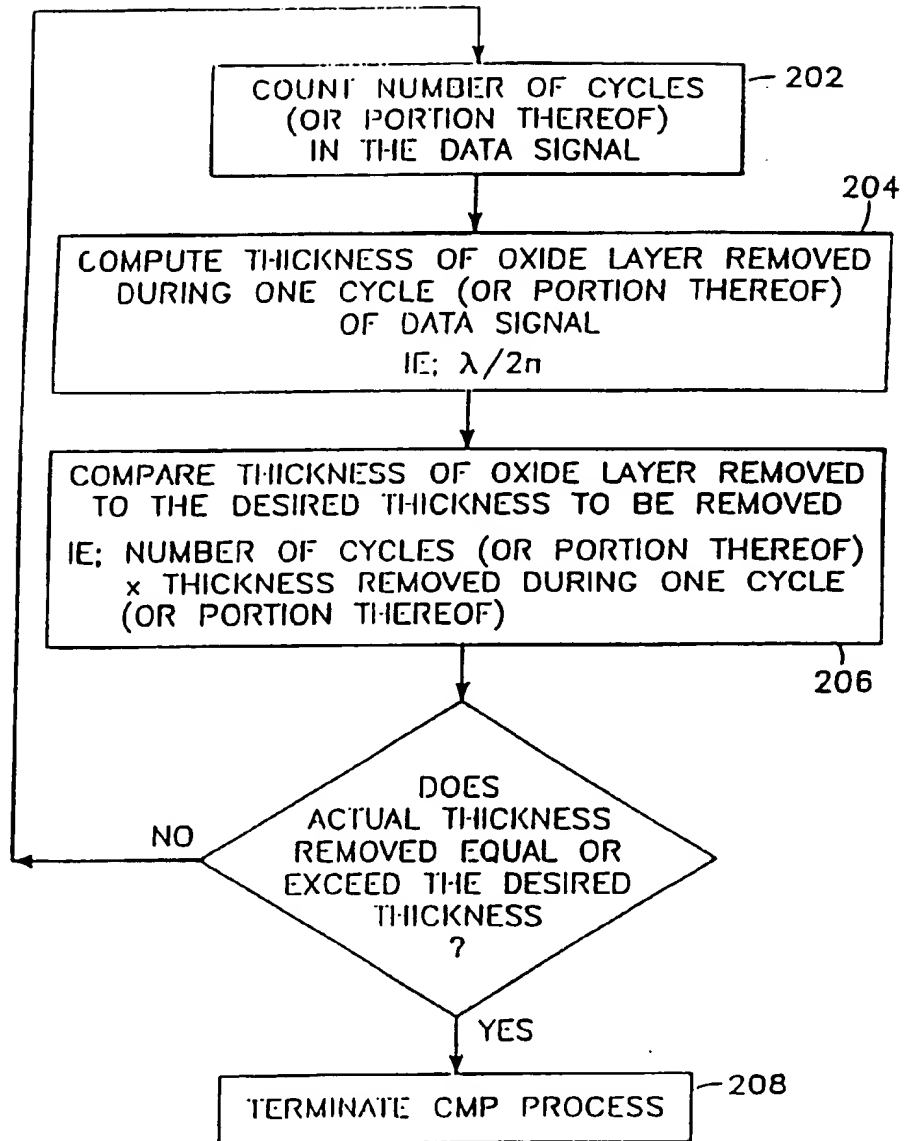 COUNT NUMBER OF CYCLES
(OR PORTION THEREOF)
IN THE DATA SIGNAL
202
204
COMPUTE THICKNESS OF OXIDE LAYER REMOVED
DURING ONE CYCLE (OR PORTION THEREOF)
OF DATA SIGNAL
IE; λ/2n
COMPARE THICKNESS OF OXIDE LAYER REMOVED
TO THE DESIRED THICKNESS TO BE REMOVED
IE; NUMBER OF CYCLES (OR PORTION THEREOF)
x THICKNESS REMOVED DURING ONE CYCLE
(OR PORTION THEREOF)
206
DOES
ACTUAL THICKNESS
REMOVED EQUAL OR
EXCEED THE DESIRED
THICKNESS
?
NO
YES
TERMINATE CMP PROCESS
208